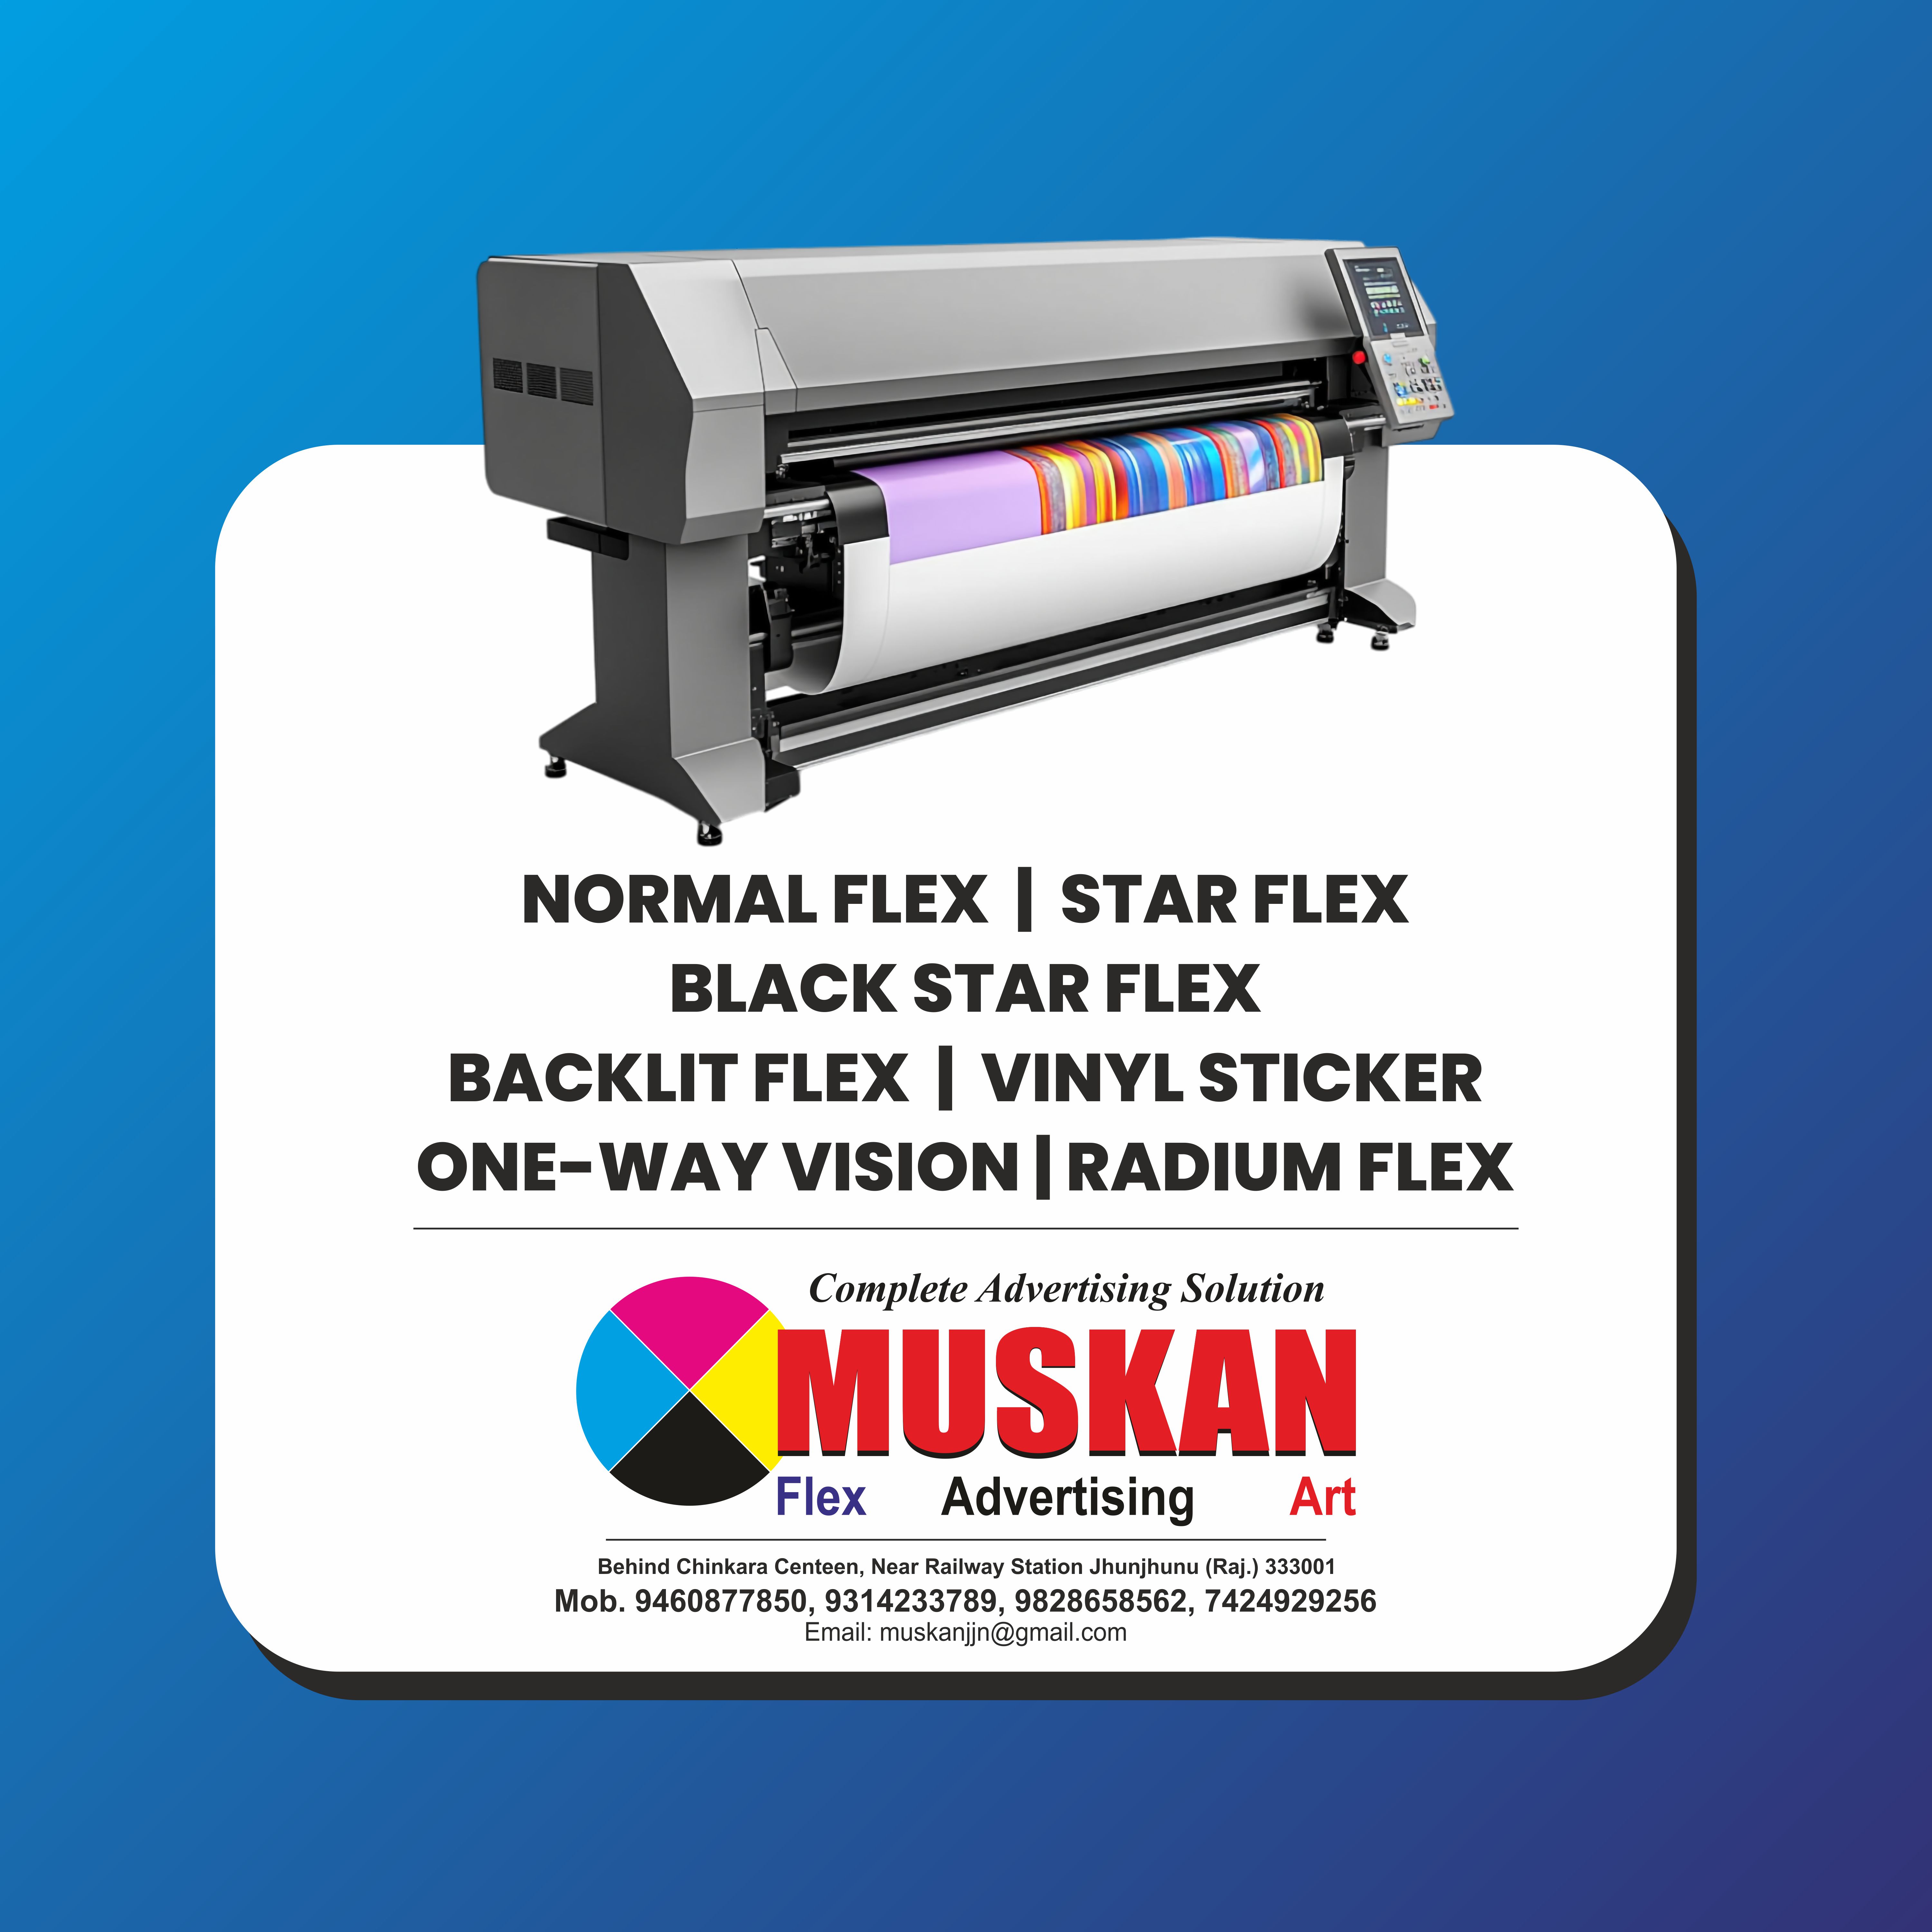 NORMAL FLEX | STAR FLEX
BLACK STAR FLEX
BACKLIT FLEX | VINYL STICKER
ONE-WAY VISION | RADIUM FLEX
Complete Advertising Solution
MUSKAN
Flex Advertising Art
Behind Chinkara Centeen, Near Railway Station Jhunjhunu (Raj.) 333001
Mob. 9460877850, 9314233789, 9828658562, 7424929256
Email: muskanjjn@gmail.com